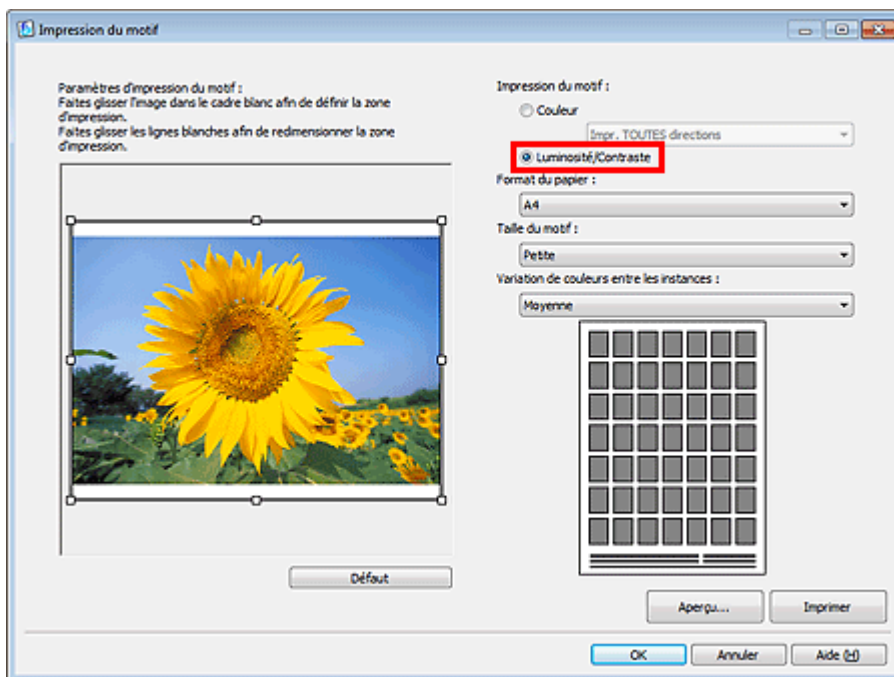 Impression du motif
Paramètres d'impression du motif :
Faites glisser l'image dans le cadre blanc afin de définir la zone
d'impression.
Faites glisser les lignes blanches afin de redimensionner la zone
d'impression.
Défaut
Impression du motif :
Couleur
Impr. TOUTES directions
Luminosité/Contraste
Format du papier :
A4
Taille du motif :
Petite
Variation de couleurs entre les instances :
Moyenne
Aperçu...
Imprimer
OK
Annuler
Aide (H)